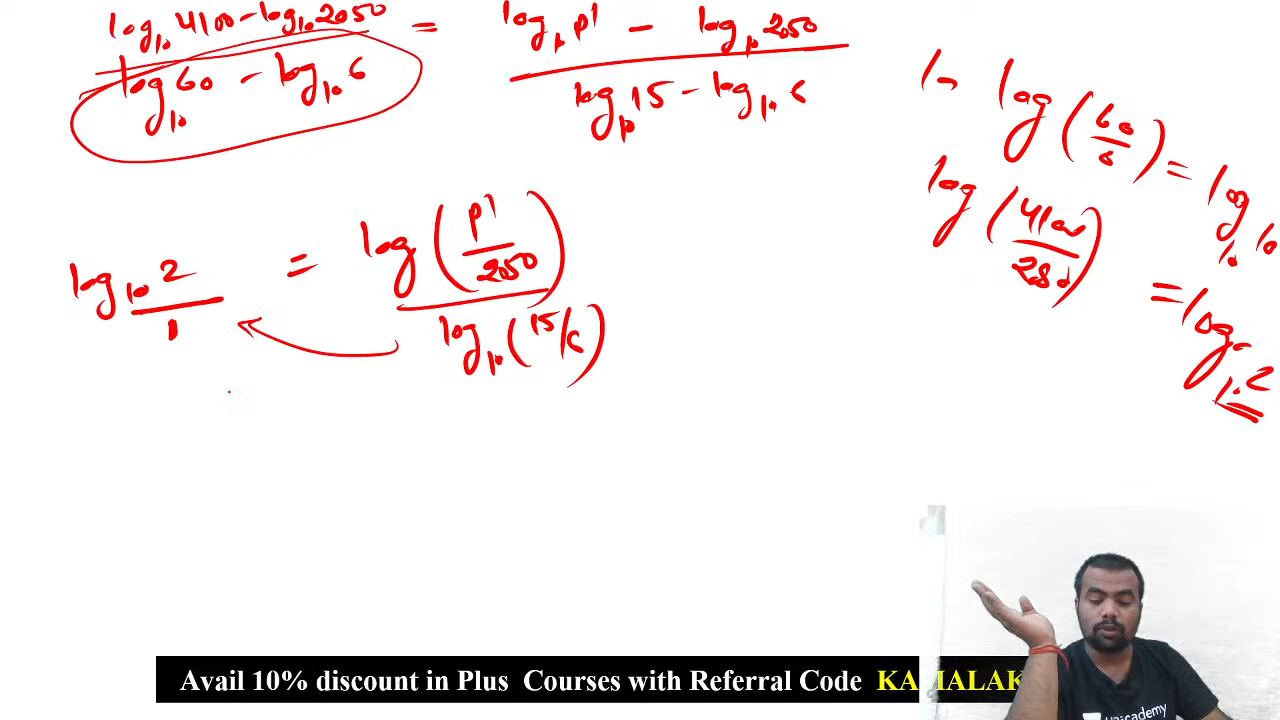 log₁₀ 4100 - log₁₀ 2050 / log₁₀ 60 - log₁₀ 6 = log₁₀ p' - log₁₀ 2050 / log₁₀ 15 - log₁₀ 6
log (60/6) = log₁₀ 10
log₁₀ 2 / 1 = log (p'/2050) / log₁₀ (15/6)
log (4100/2050) = log₁₀ 2
Avail 10% discount in Plus Courses with Referral Code